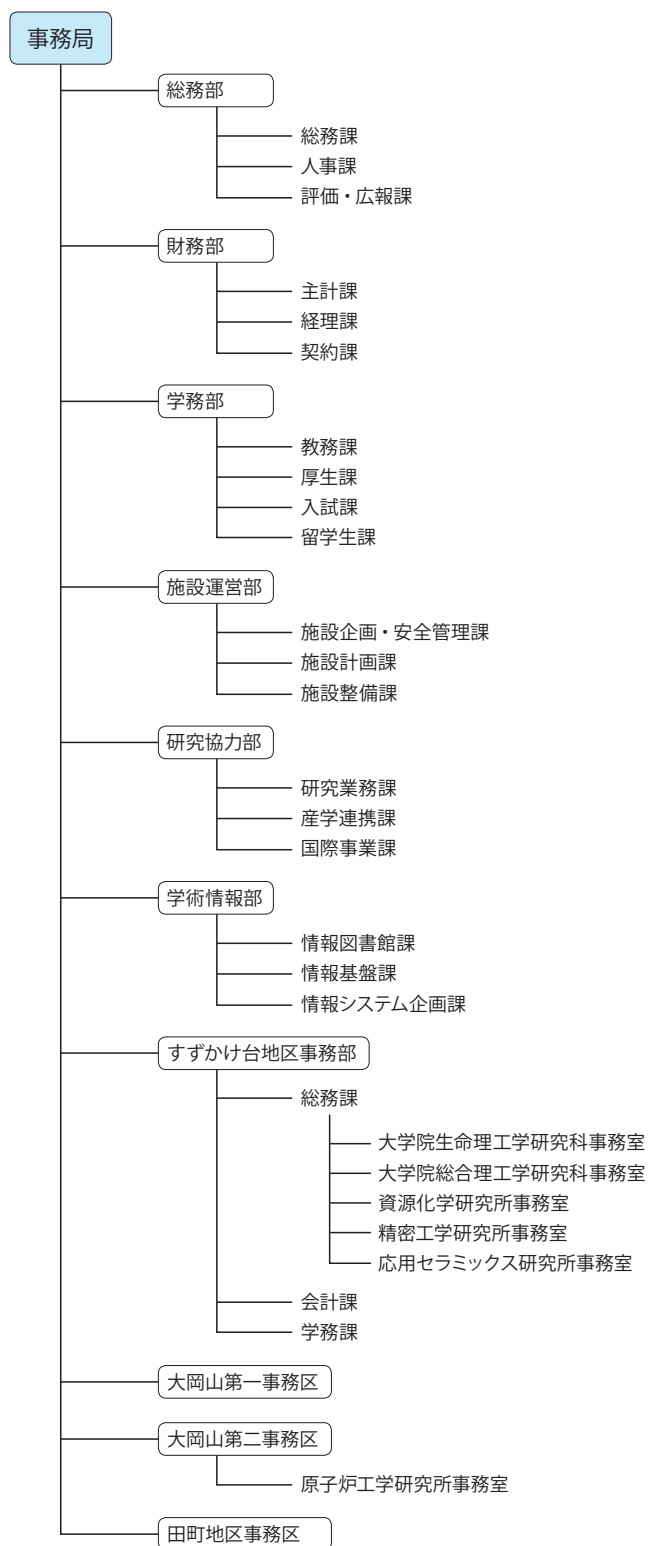 事務局
総務部
総務課
人事課
評価・広報課
財務部
主計課
経理課
契約課
学務部
教務課
厚生課
入試課
留学生課
施設運営部
施設企画・安全管理課
施設計画課
施設整備課
研究協力部
研究業務課
産学連携課
国際事業課
学術情報部
情報図書館課
情報基盤課
情報システム企画課
すずかけ台地区事務部
総務課
大学院生命理工学研究科事務室
大学院総合理工学研究科事務室
資源化学研究所事務室
精密工学研究所事務室
応用セラミックス研究所事務室
会計課
学務課
大岡山第一事務区
大岡山第二事務区
原子炉工学研究所事務室
田町地区事務区